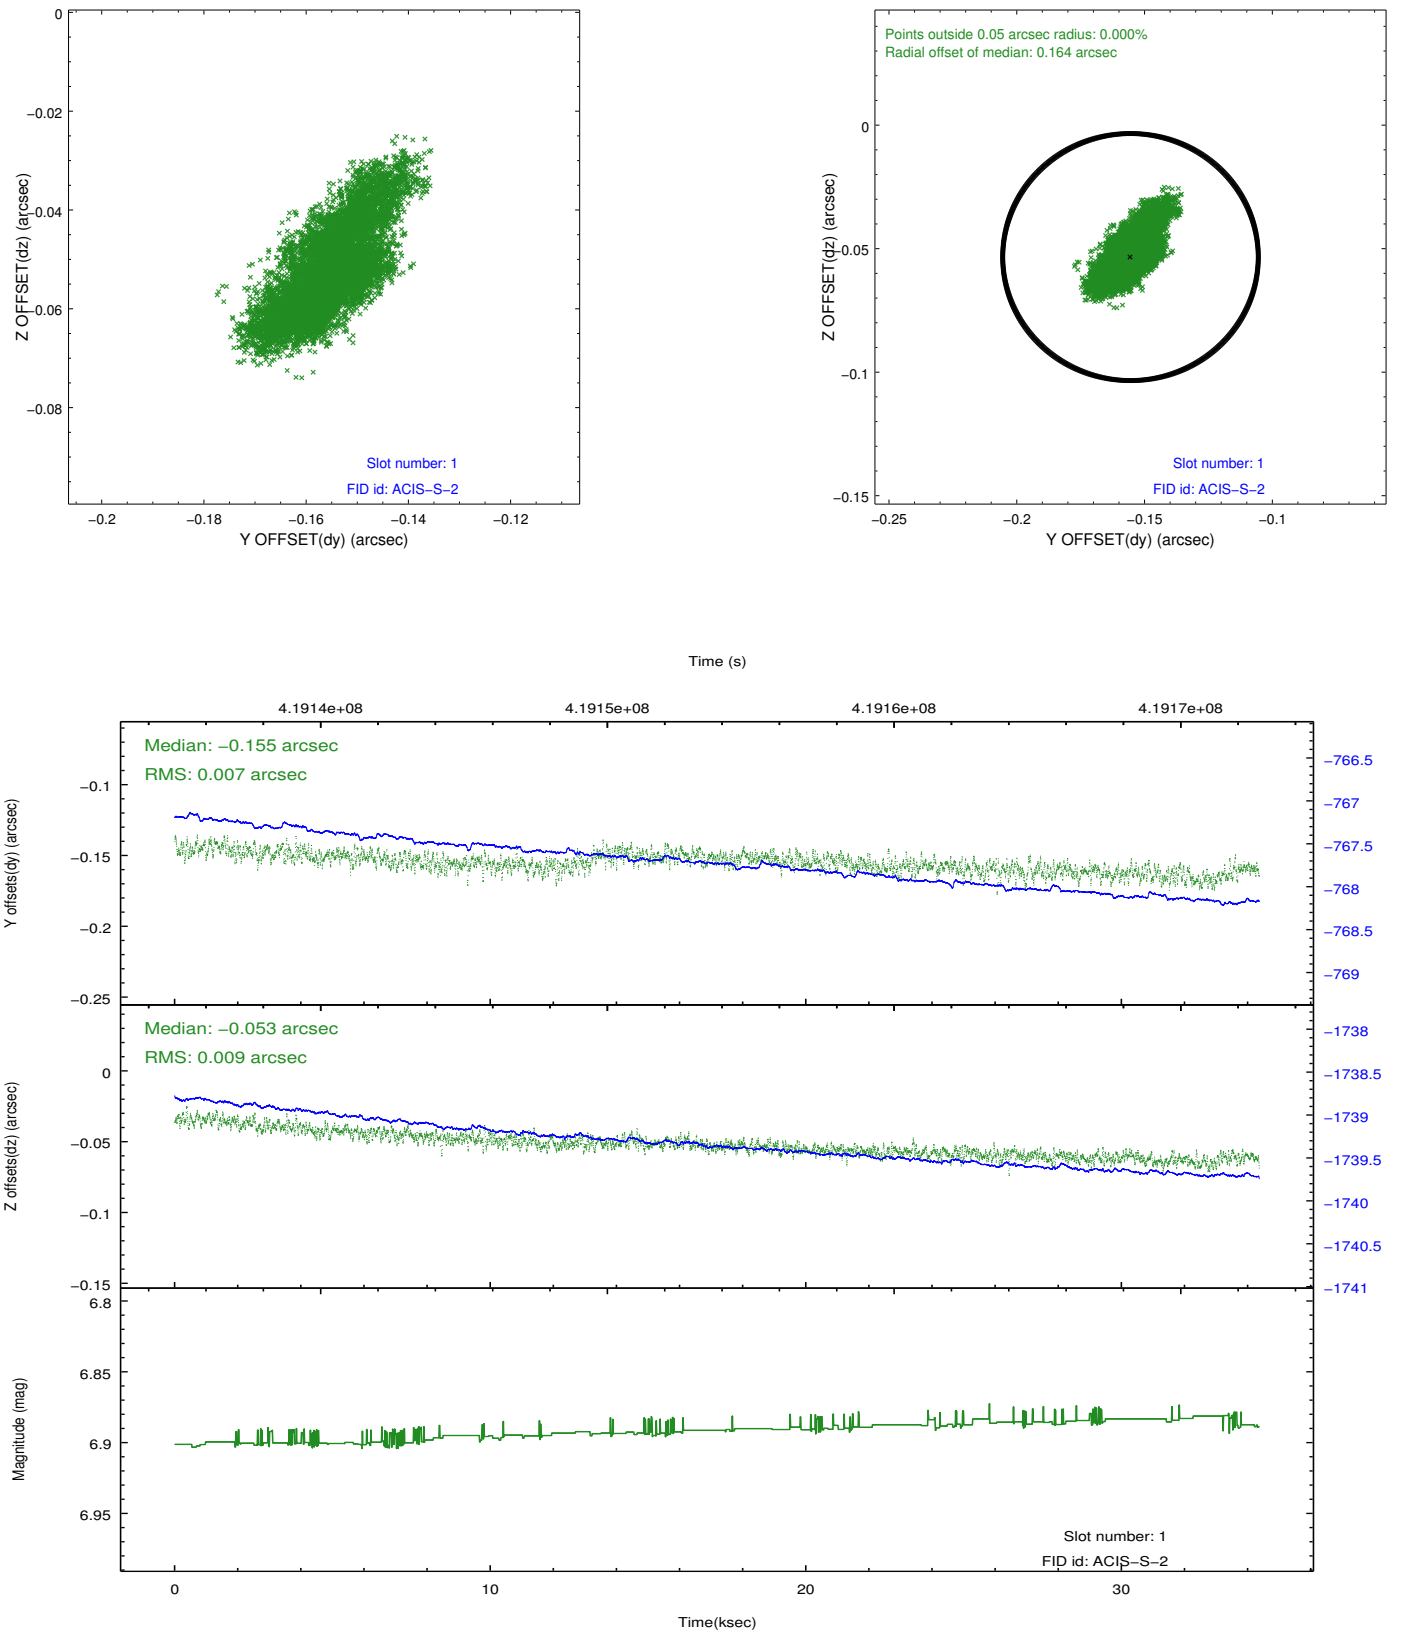 0
−0.02
−0.04
−0.06
−0.08
Z OFFSET(dz) (arcsec)
Slot number: 1
FID id: ACIS−S−2
−0.2
−0.18
−0.16
−0.14
−0.12
Y OFFSET(dy) (arcsec)
Points outside 0.05 arcsec radius: 0.000%
Radial offset of median: 0.164 arcsec
0
−0.05
−0.1
−0.15
Z OFFSET(dz) (arcsec)
Slot number: 1
FID id: ACIS−S−2
−0.25
−0.2
−0.15
−0.1
Y OFFSET(dy) (arcsec)
Time (s)
4.1914e+08
4.1915e+08
4.1916e+08
4.1917e+08
Median: −0.155 arcsec
RMS: 0.007 arcsec
−0.1
−0.15
−0.2
−0.25
Y offsets(dy) (arcsec)
−766.5
−767
−767.5
−768
−768.5
−769
Median: −0.053 arcsec
RMS: 0.009 arcsec
0
−0.05
−0.1
−0.15
Z offsets(dz) (arcsec)
−1738
−1738.5
−1739
−1739.5
−1740
−1740.5
−1741
6.8
6.85
6.9
6.95
Magnitude (mag)
Slot number: 1
FID id: ACIS−S−2
0
10
20
30
Time(ksec)